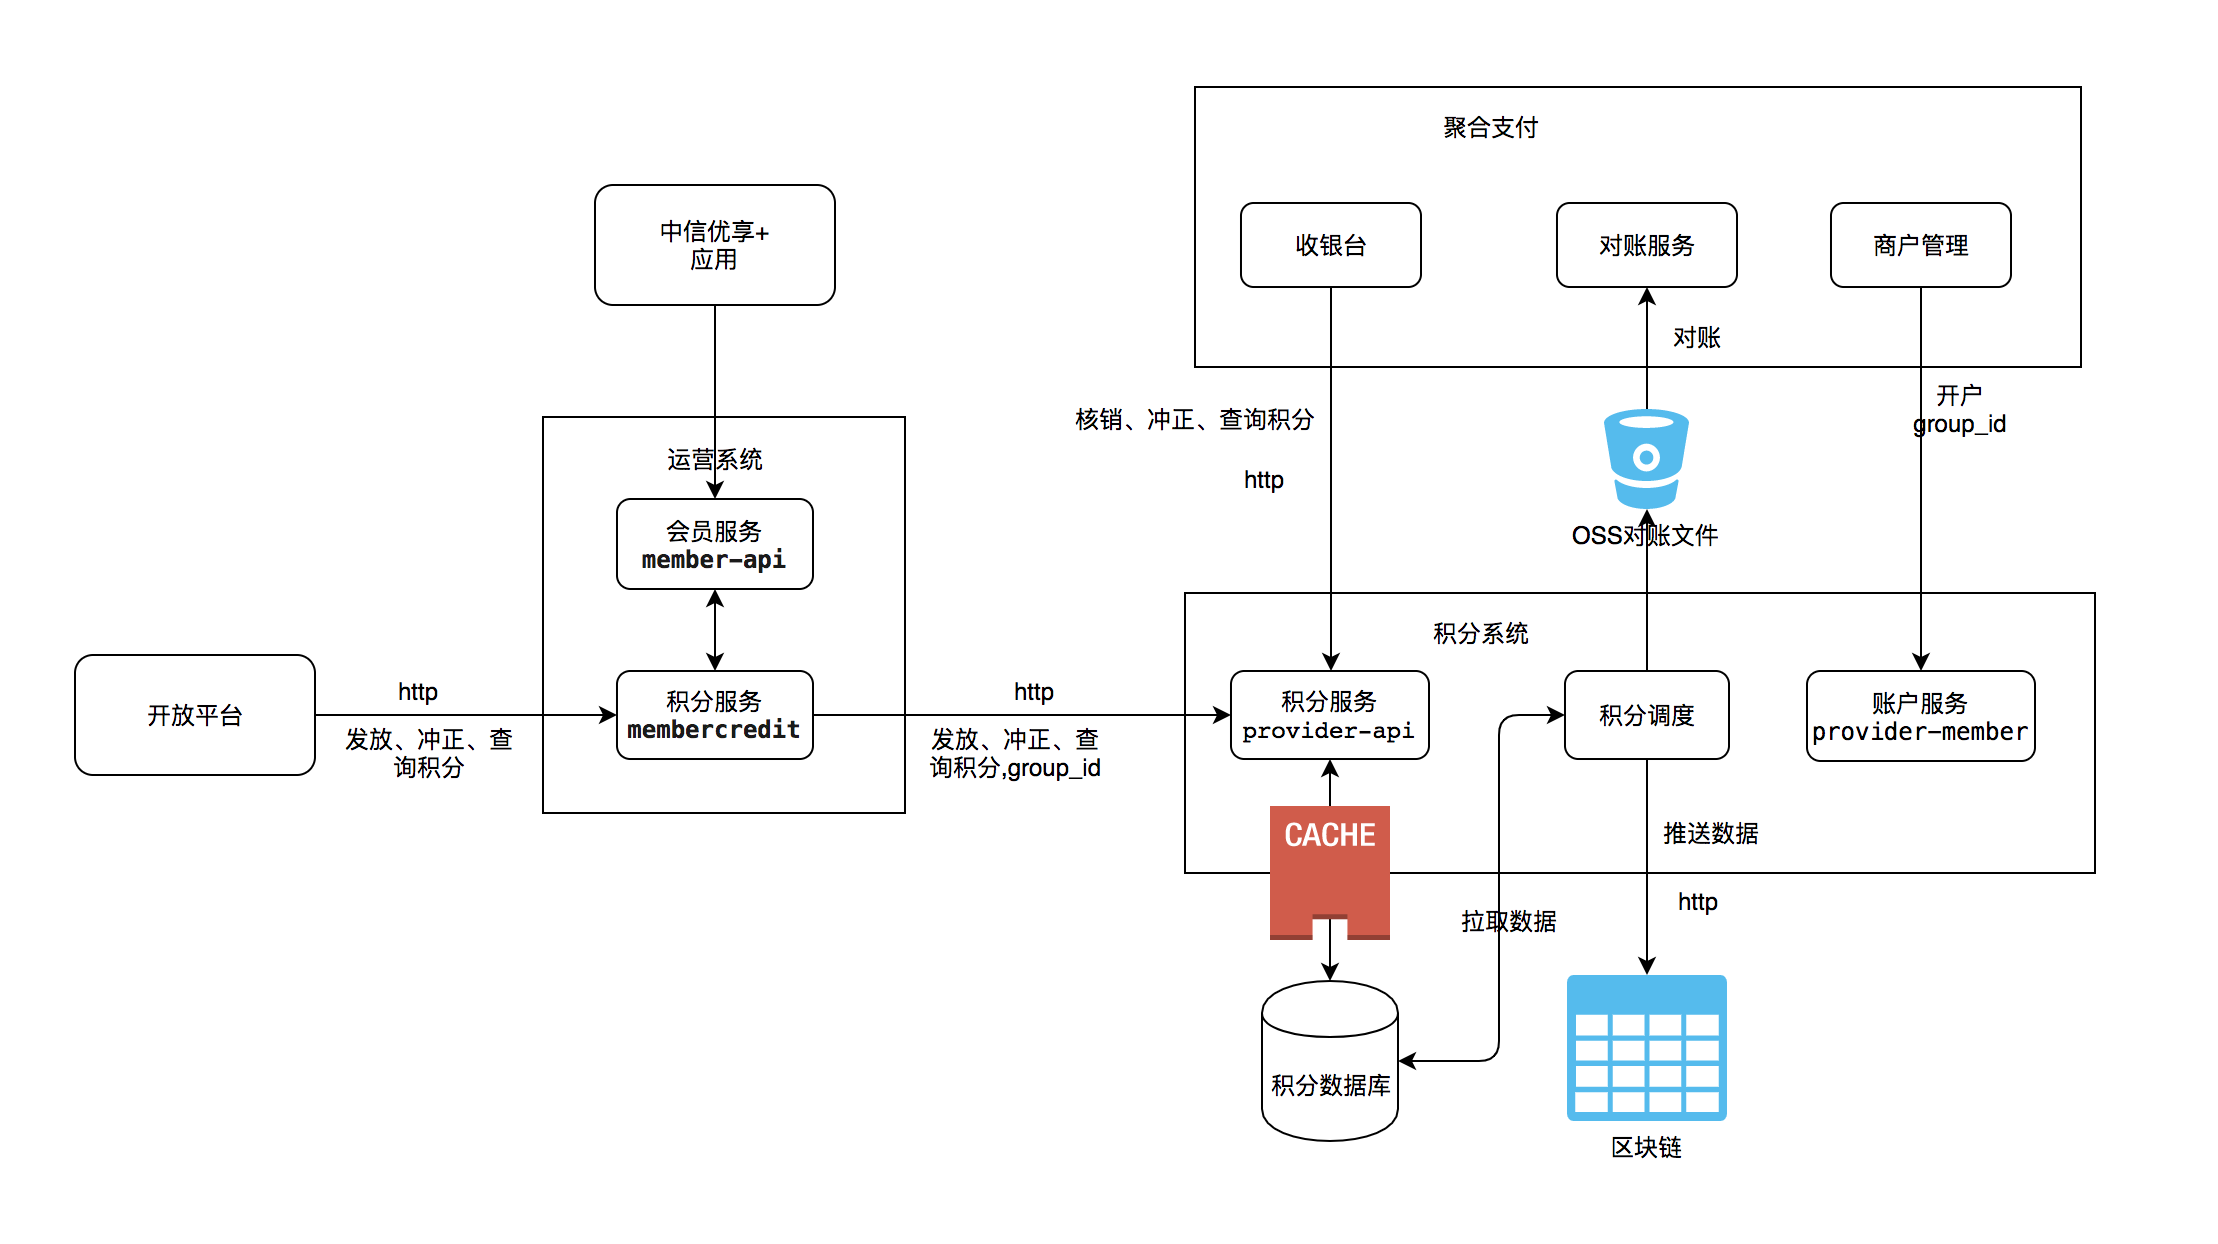 聚合支付
收银台
对账服务
商户管理
中信优享+
应用
对账
开户
group_id
核销、冲正、查询积分
http
OSS对账文件
运营系统
会员服务
member-api
积分服务
membercredit
开放平台
http
发放、冲正、查
询积分
http
发放、冲正、查
询积分,group_id
积分系统
积分服务
provider-api
积分调度
账户服务
provider-member
CACHE
推送数据
http
拉取数据
积分数据库
区块链